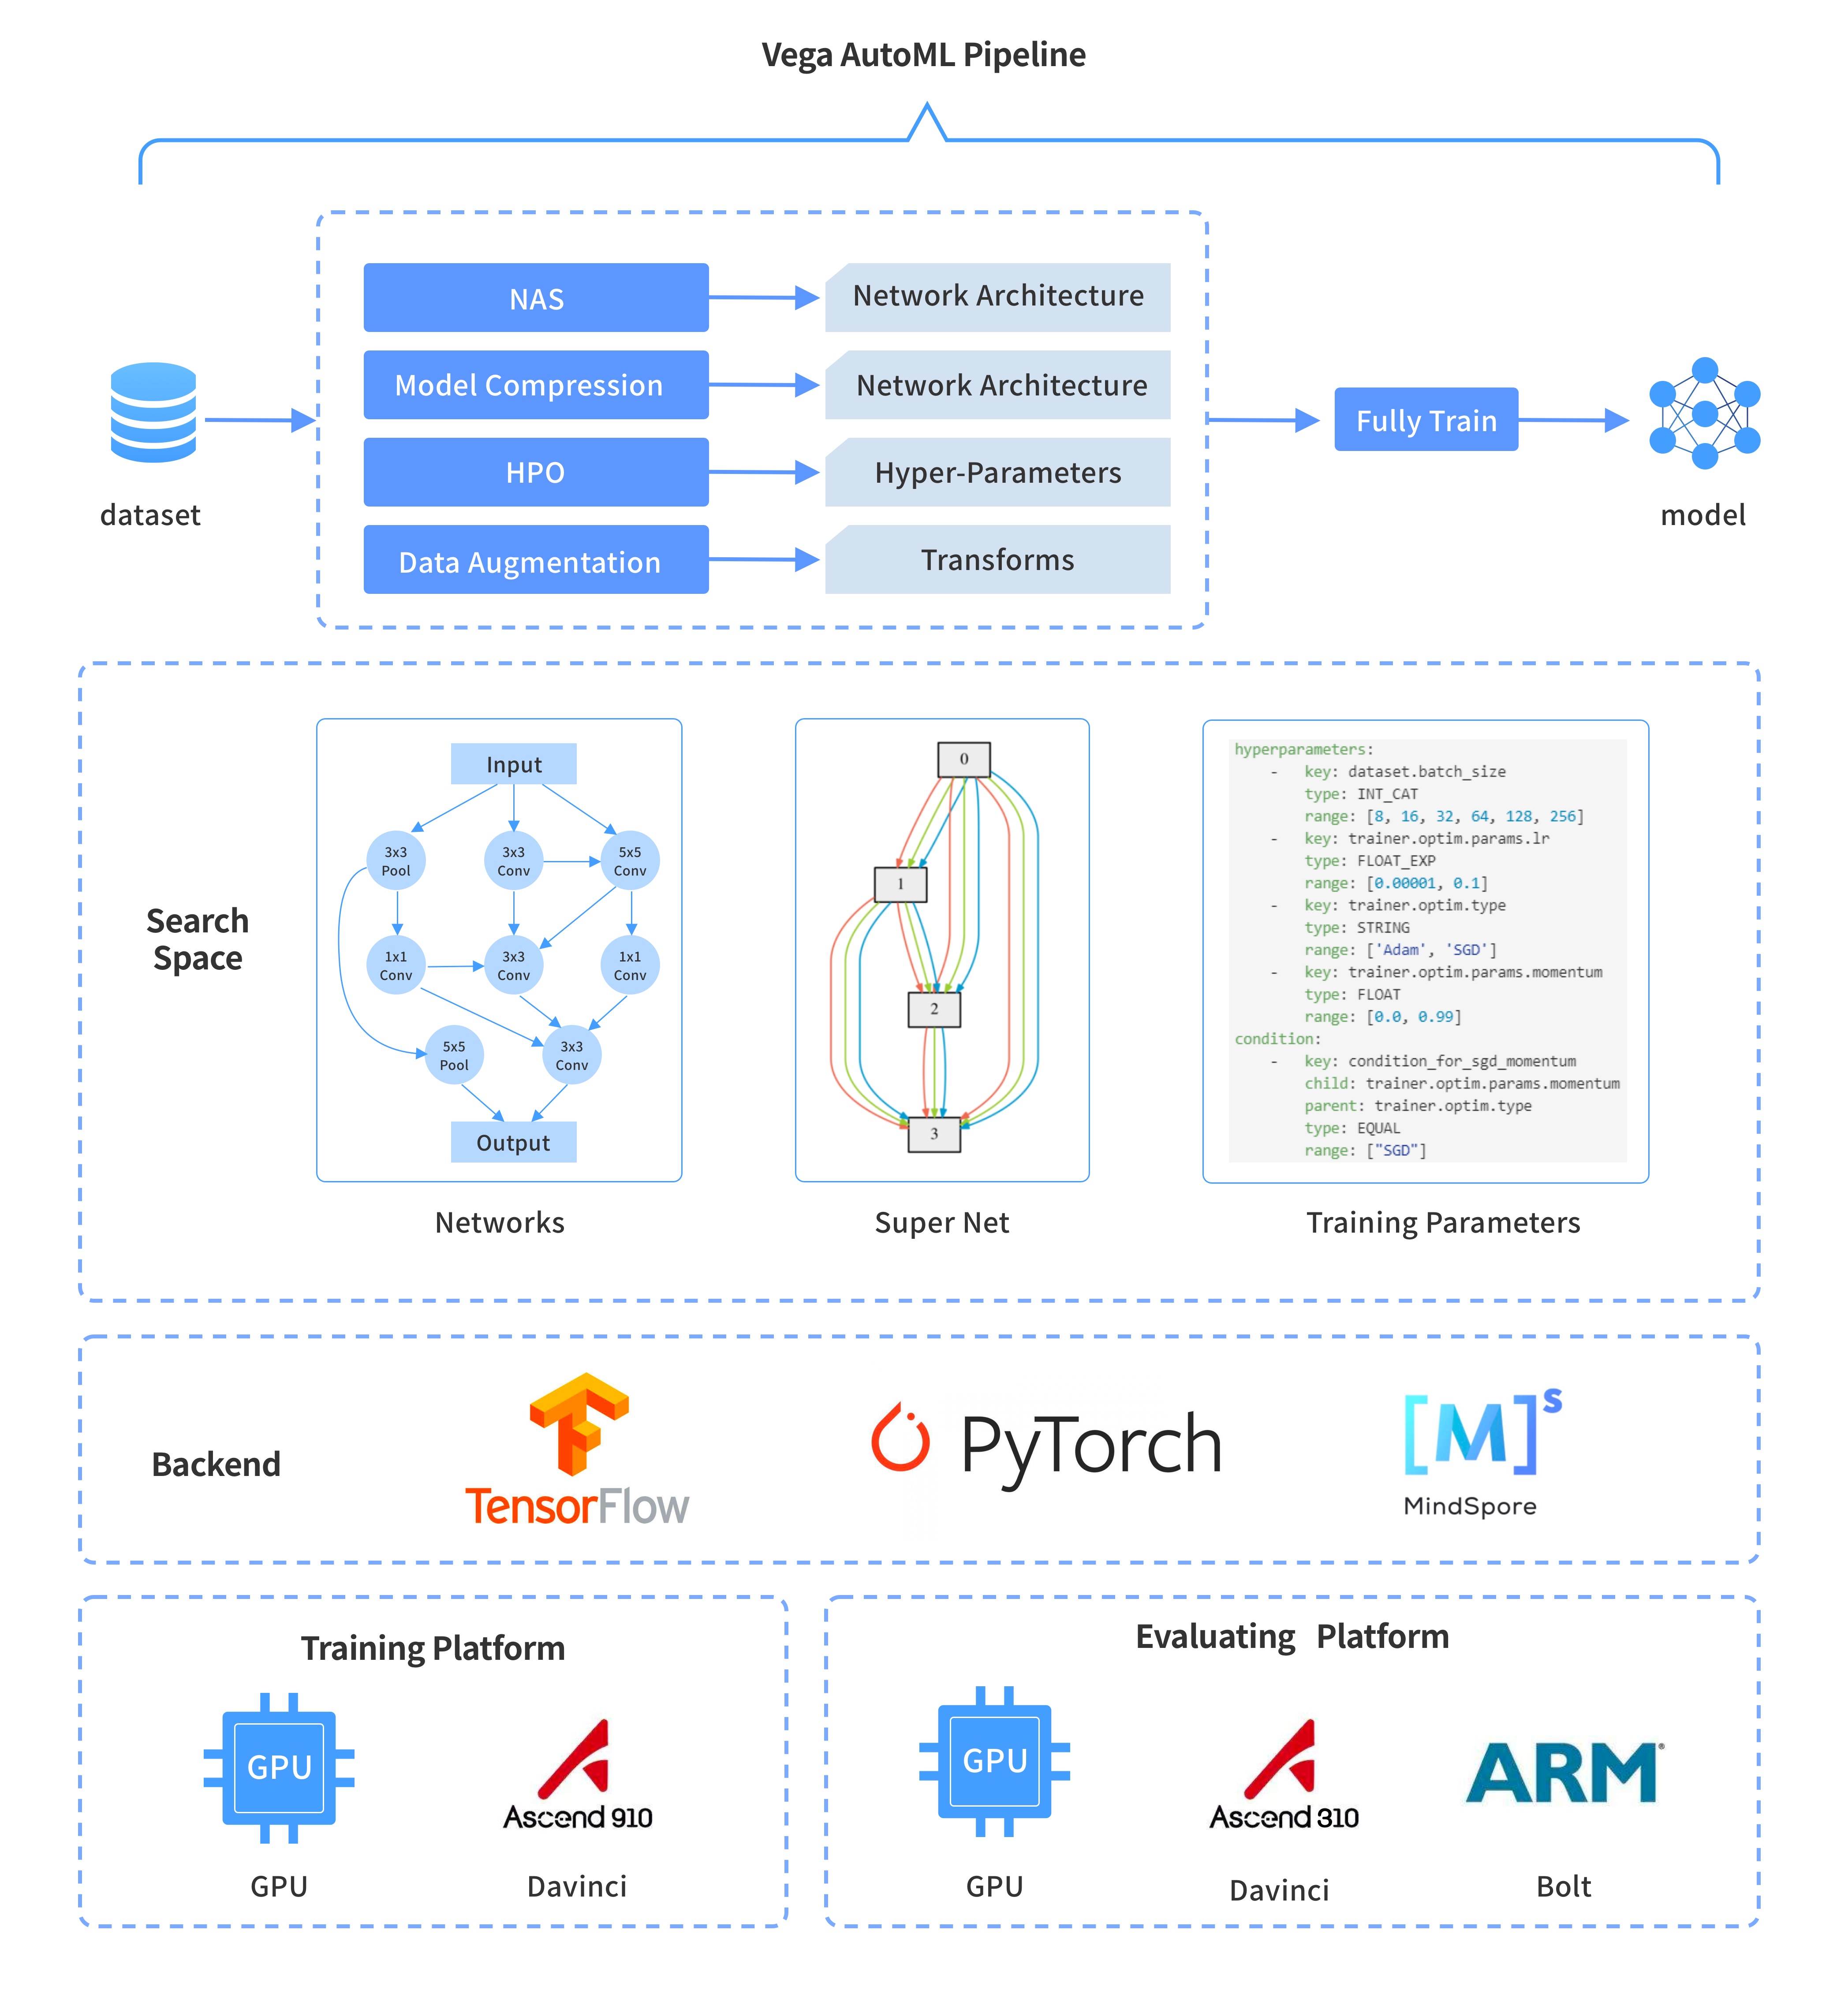 Vega AutoML Pipeline
NAS
Network Architecture
Model Compression
Network Architecture
HPO
Hyper-Parameters
Data Augmentation
Transforms
dataset
Fully Train
model
Search
Space
Input
3x3
Pool
3x3
Conv
5x5
Conv
1x1
Conv
3x3
Conv
1x1
Conv
5x5
Pool
3x3
Conv
Output
Networks
0
1
2
3
Super Net
hyperparameters:
- key: dataset.batch_size
type: INT_CAT
range: [8, 16, 32, 64, 128, 256]
- key: trainer.optim.params.lr
type: FLOAT_EXP
range: [0.00001, 0.1]
- key: trainer.optim.type
type: STRING
range: ['Adam', 'SGD']
- key: trainer.optim.params.momentum
type: FLOAT
range: [0.0, 0.99]
condition:
- key: condition_for_sgd_momentum
child: trainer.optim.params.momentum
parent: trainer.optim.type
type: EQUAL
range: ["SGD"]
Training Parameters
Backend
TensorFlow
PyTorch
[M]s
MindSpore
Training Platform
GPU
Ascend 910
GPU
Davinci
Evaluating Platform
GPU
Ascend 310
ARM®
GPU
Davinci
Bolt